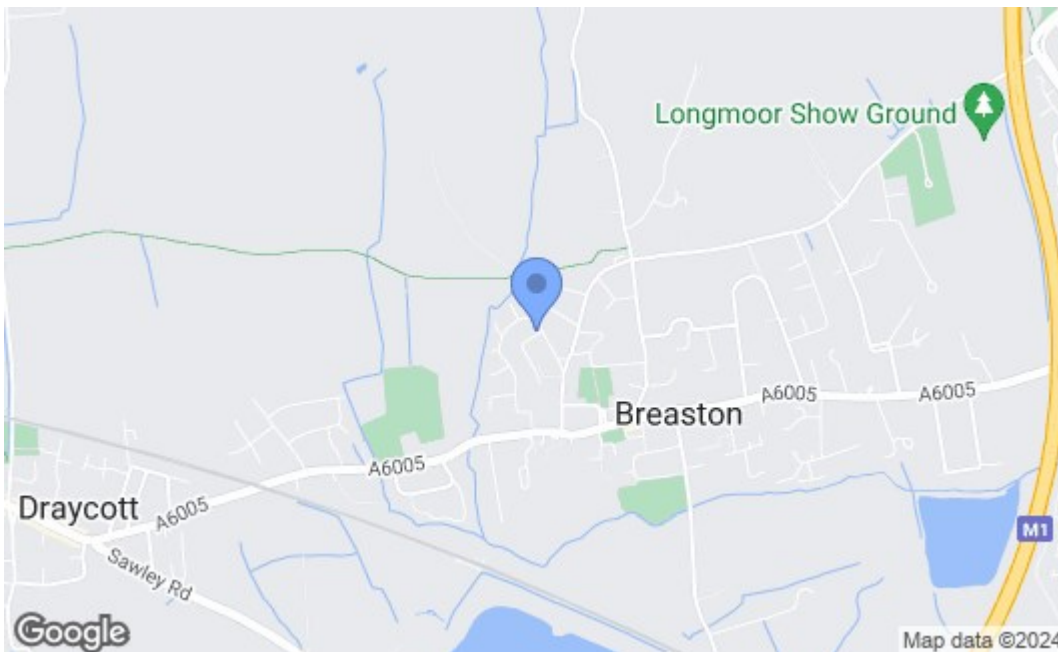 Longmoor Show Ground
A6005
A6005
Breaston
A6005
Draycott
A6005
M1
Sawley Rd
Google
Map data ©2024